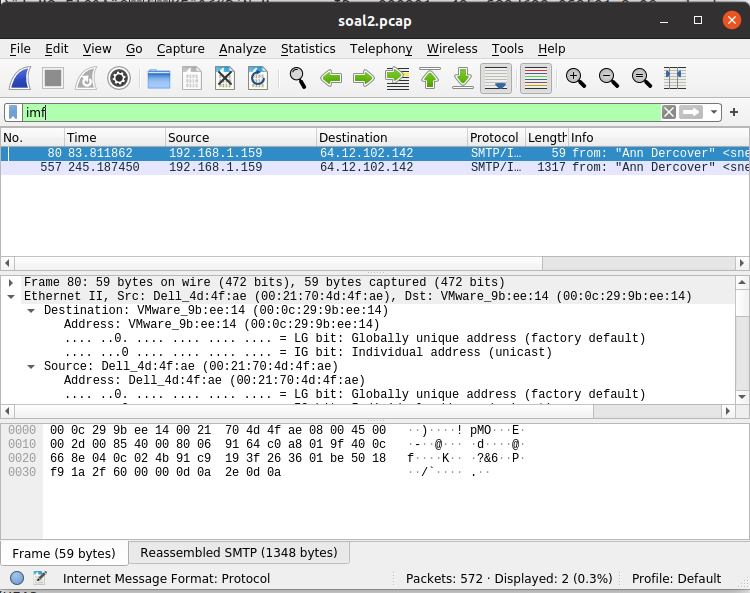 soal2.pcap
File Edit View Go Capture Analyze Statistics Telephony Wireless Tools Help
imf
No. Time Source Destination Protocol Length Info
80 83.811862 192.168.1.159 64.12.102.142 SMTP/I… 59 from: "Ann Dercover" <sne
557 245.187450 192.168.1.159 64.12.102.142 SMTP/I… 1317 from: "Ann Dercover" <sne
Frame 80: 59 bytes on wire (472 bits), 59 bytes captured (472 bits)
Ethernet II, Src: Dell_4d:4f:ae (00:21:70:4d:4f:ae), Dst: VMware_9b:ee:14 (00:0c:29:9b:ee:14)
Destination: VMware_9b:ee:14 (00:0c:29:9b:ee:14)
Address: VMware_9b:ee:14 (00:0c:29:9b:ee:14)
.... ..0. .... .... .... .... = LG bit: Globally unique address (factory default)
.... ...0 .... .... .... .... = IG bit: Individual address (unicast)
Source: Dell_4d:4f:ae (00:21:70:4d:4f:ae)
Address: Dell_4d:4f:ae (00:21:70:4d:4f:ae)
.... ..0. .... .... .... .... = LG bit: Globally unique address (factory default)
0000 00 0c 29 9b ee 14 00 21 70 4d 4f ae 08 00 45 00 ··)····! pMO···E·
0010 00 2d 00 85 40 00 80 06 91 64 c0 a8 01 9f 40 0c ·-··@··· ·d····@·
0020 66 8e 04 0c 02 4b 91 c9 19 3f 26 36 01 be 50 18 f····K·· ·?&6··P·
0030 f9 1a 2f 60 00 00 0d 0a 2e 0d 0a ··/`···· .··
Frame (59 bytes) Reassembled SMTP (1348 bytes)
Internet Message Format: Protocol Packets: 572 · Displayed: 2 (0.3%) Profile: Default